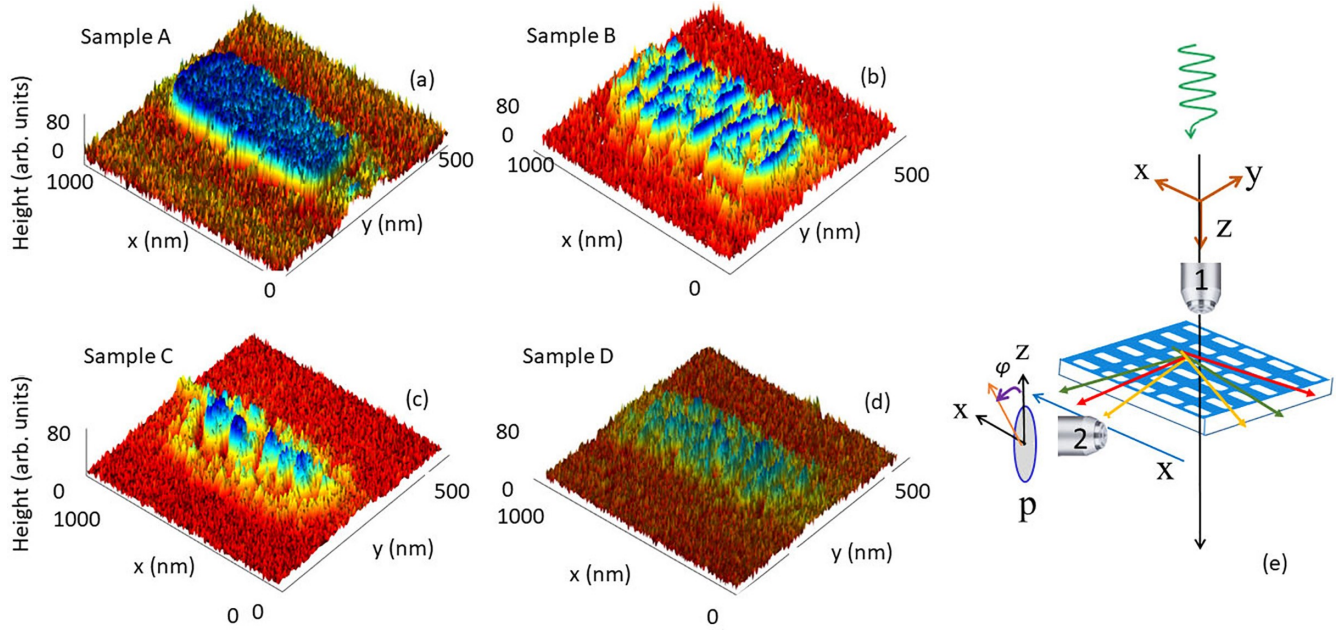 Sample A
(a)
Height (arb. units)
80
0
1000
x (nm)
0
y (nm)
500
Sample B
(b)
80
0
1000
x (nm)
0
y (nm)
500
Sample C
(c)
Height (arb. units)
80
0
1000
x (nm)
0 0
y (nm)
500
Sample D
(d)
80
0
1000
x (nm)
0
y (nm)
500
x
y
z
1
φ
z
x
2
p
x
(e)